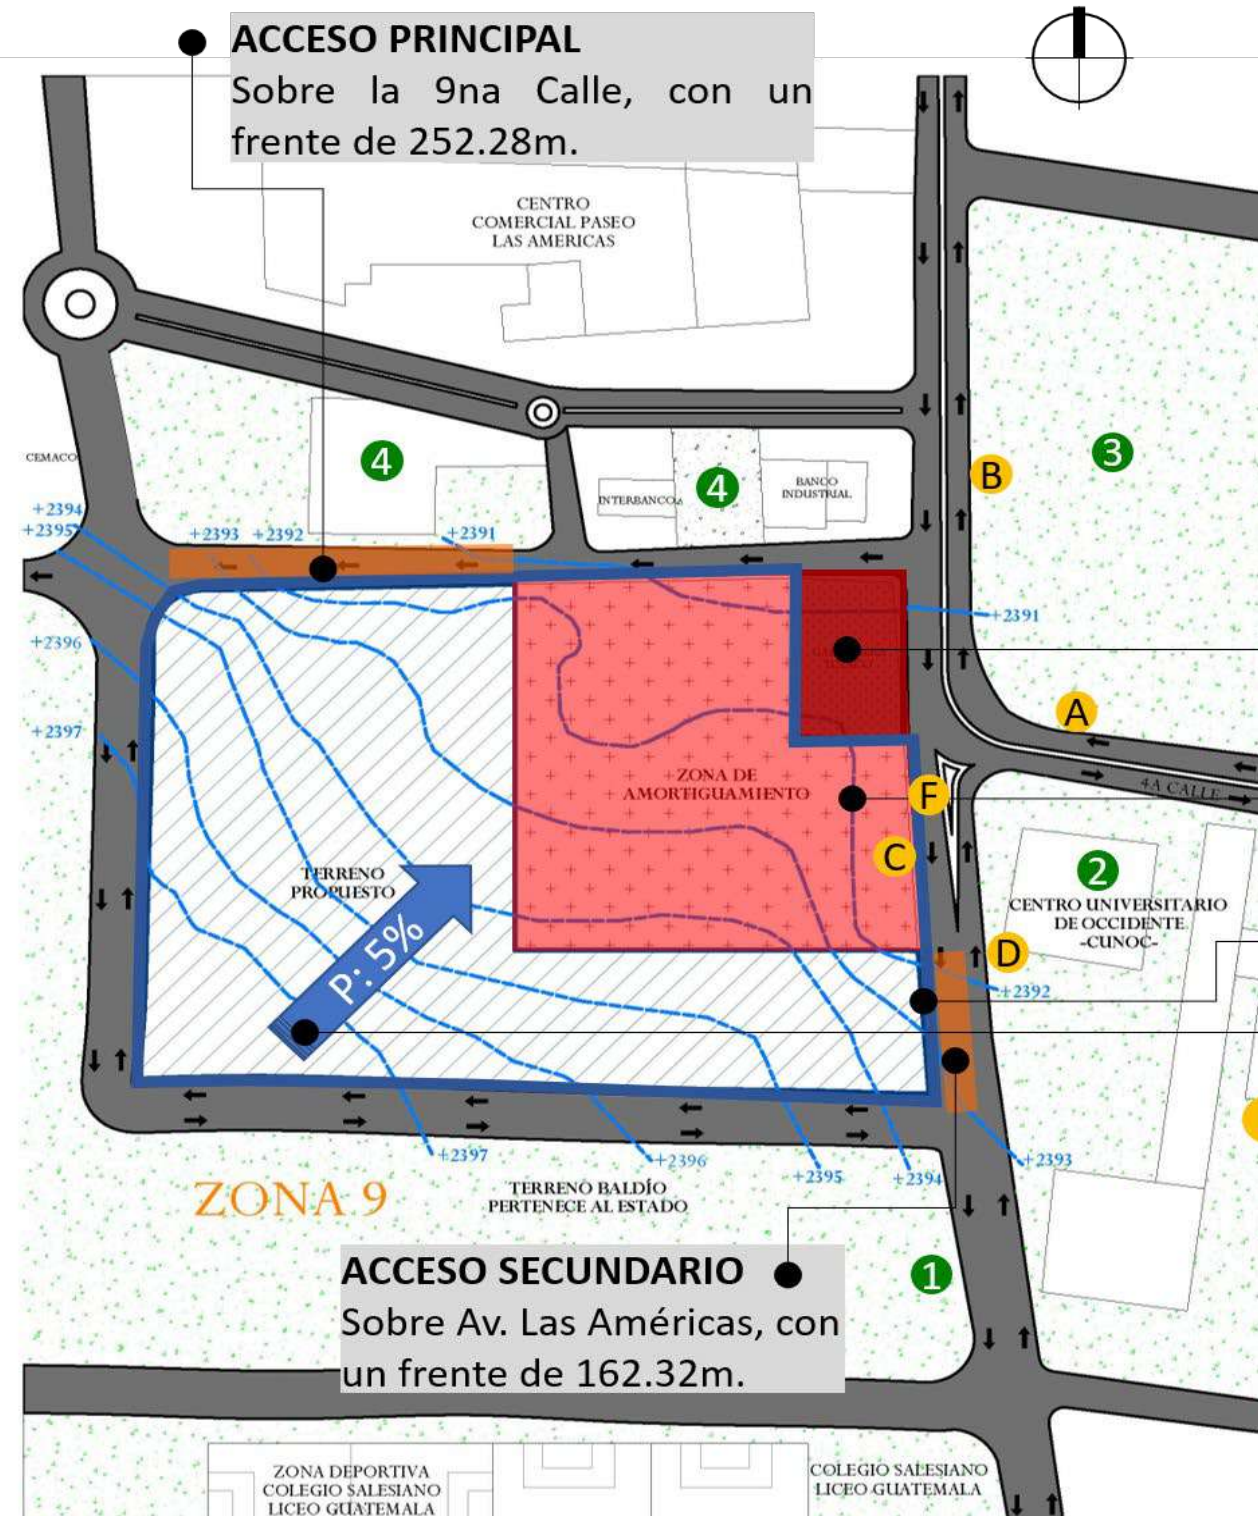 ACCESO PRINCIPAL
Sobre la 9na Calle, con un
frente de 252.28m.
CENTRO
COMERCIAL PASEO
LAS AMERICAS
4
3
CEMACO
B
INTERBANCO
4
BANCO
INDUSTRIAL
+2394
+2395
+2393
+2392
+2391
+2391
+2396
A
+2397
ZONA DE
AMORTIGUAMIENTO
F
4A CALLE
C
2
TERRENO
PROPUESTO
CENTRO UNIVERSITARIO
DE OCCIDENTE
-CUNOC-
P: 5%
D
+2392
+2397
+2396
+2395
+2394
+2393
ZONA 9
TERRENO BALDÍO
PERTENECE AL ESTADO
ACCESO SECUNDARIO
Sobre Av. Las Américas, con
un frente de 162.32m.
1
ZONA DEPORTIVA
COLEGIO SALESIANO
LICEO GUATEMALA
COLEGIO SALESIANO
LICEO GUATEMALA